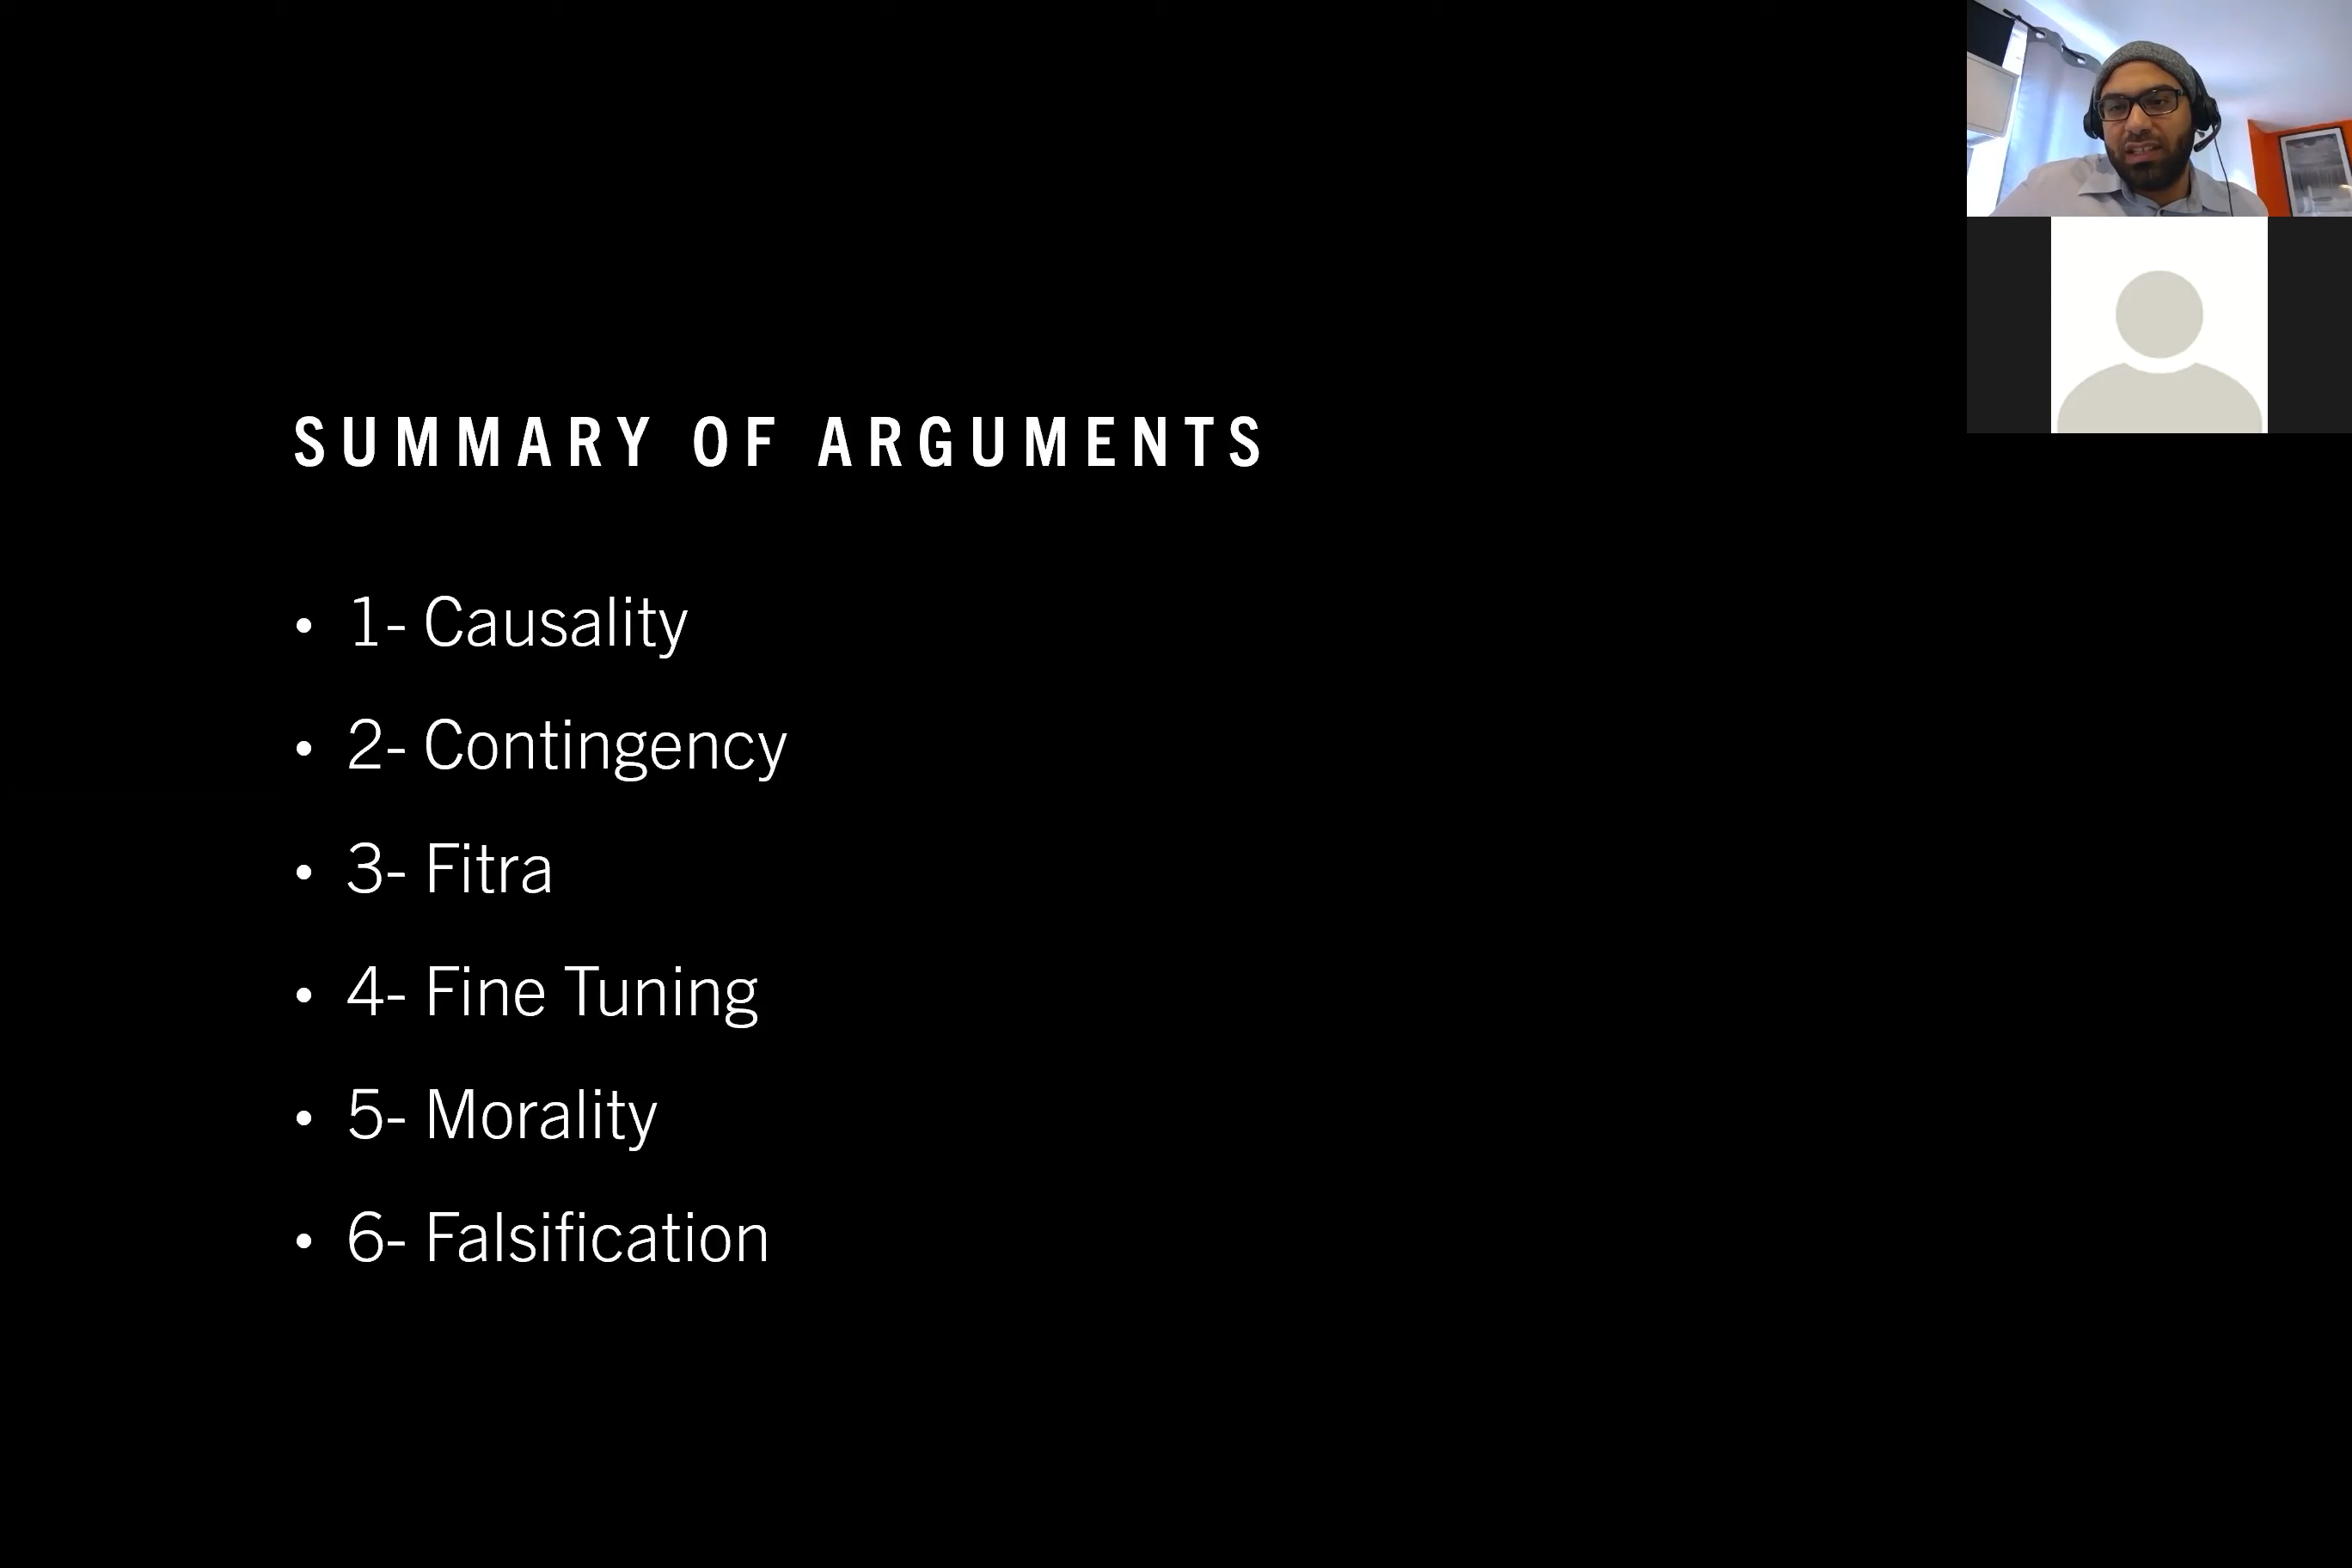 SUMMARY OF ARGUMENTS
• 1- Causality
• 2- Contingency
• 3- Fitra
• 4- Fine Tuning
• 5- Morality
• 6- Falsification